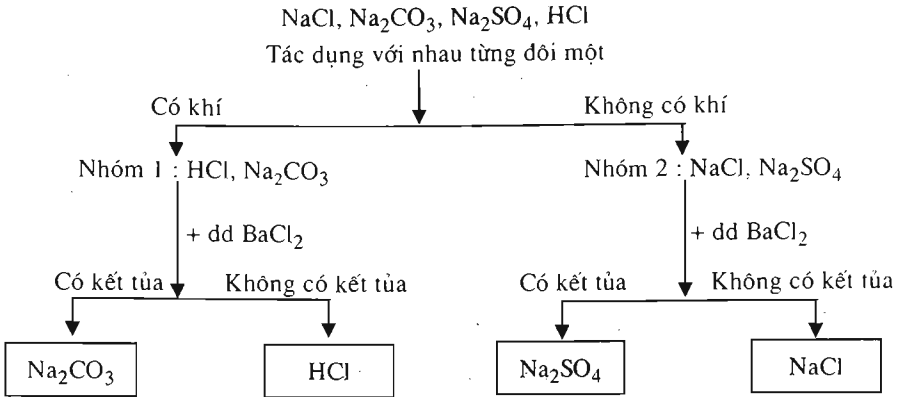 NaCl, Na₂CO₃, Na₂SO₄, HCl
Tác dụng với nhau từng đôi một
Có khí
Không có khí
Nhóm 1 : HCl, Na₂CO₃
Nhóm 2 : NaCl, Na₂SO₄
+ dd BaCl₂
+ dd BaCl₂
Có kết tủa
Không có kết tủa
Có kết tủa
Không có kết tủa
Na₂CO₃
HCl
Na₂SO₄
NaCl